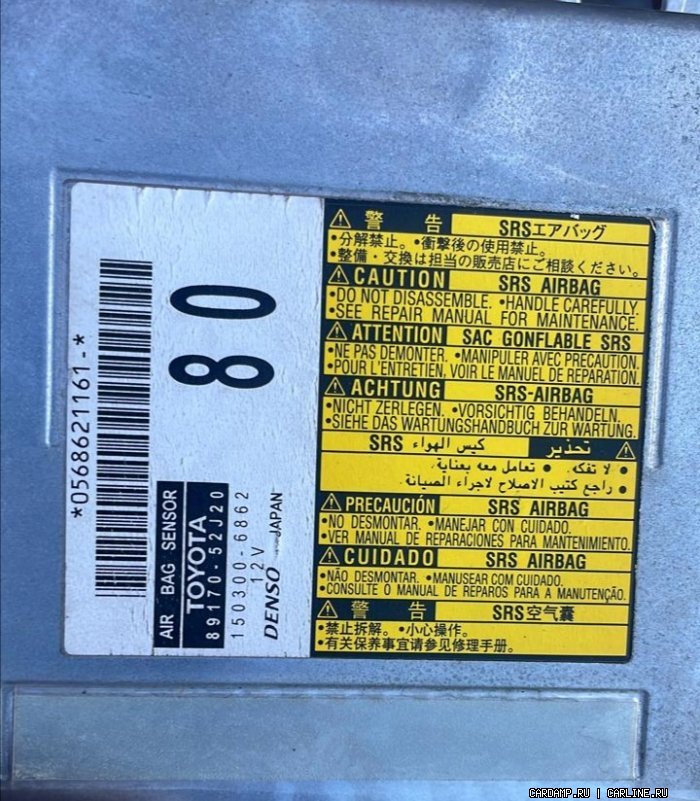 *0568621161-*
80
AIR BAG SENSOR
TOYOTA
89170-52J20
150300-6862
12V
DENSO JAPAN
警告 SRSエアバッグ
•分解禁止。•衝撃後の使用禁止。
•整備・交換は担当の販売店にご相談ください。
CAUTION SRS AIRBAG
•DO NOT DISASSEMBLE. •HANDLE CAREFULLY.
•SEE REPAIR MANUAL FOR MAINTENANCE.
ATTENTION SAC GONFLABLE SRS
•NE PAS DEMONTER. •MANIPULER AVEC PRECAUTION.
•POUR L'ENTRETIEN, VOIR LE MANUEL DE REPARATION.
ACHTUNG SRS-AIRBAG
•NICHT ZERLEGEN. •VORSICHTIG BEHANDELN.
•SIEHE DAS WARTUNGSHANDBUCH ZUR WARTUNG.
تحذير كيس الهواء SRS
• لا تفكه. • تعامل معه بعناية.
• راجع كتيب الاصلاح لاجراء الصيانة.
PRECAUCIÓN SRS AIRBAG
•NO DESMONTAR. •MANEJAR CON CUIDADO.
•VER MANUAL DE REPARACIONES PARA MANTENIMIENTO.
CUIDADO SRS AIRBAG
•NÃO DESMONTAR. •MANUSEAR COM CUIDADO.
•CONSULTE O MANUAL DE REPAROS PARA A MANUTENÇÃO.
警告 SRS空气囊
•禁止拆解。•小心操作。
•有关保养事宜请参见修理手册.
CARDAMP.RU | CARLINE.RU